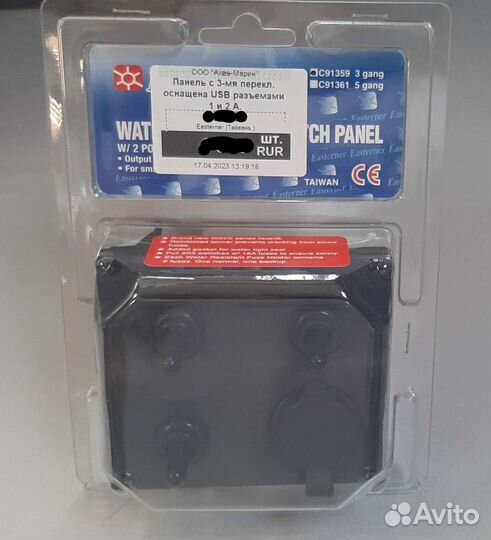 C91359 3 gang
C91361 5 gang
ООО "Аква-Марин"
Панель с 3-мя перекл.
оснащена USB разъемами
1 и 2 А.
Easterner (Тайвань)
шт.
RUR
17.04.2023 13:19:16
WAT
TCH PANEL
W/ 2 PO
• Output
• For sm
Easterner
TAIWAN
CE
Brand new WAVE series facelift.
Reinforced corner prevents cracking from screw
holes.
Added gasket for water tight seal.
Full 20A switches w/ 15A fuses to ensure safety.
Each Water Resistant Fuse Holder contains
2 fuses. One normal, one backup.
Avito